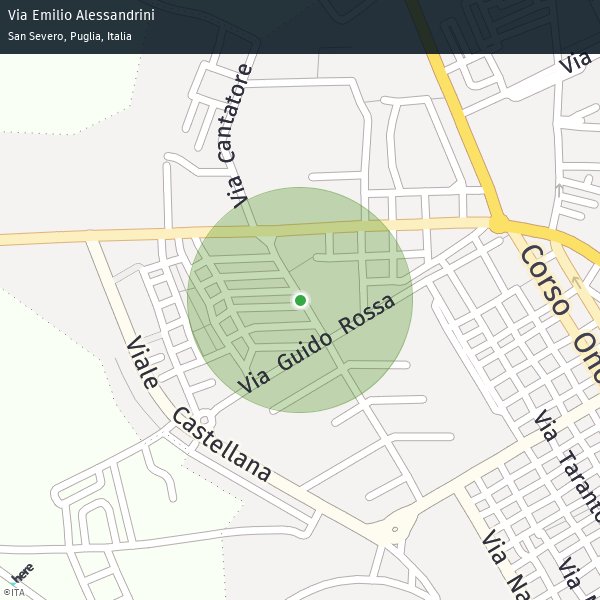 Via Emilio Alessandrini
San Severo, Puglia, Italia
Via
Via Cantatore
Corso Ono
Via Guido Rossa
Viale Castellana
Via Taranto
Via Na
Via
here
©ITA